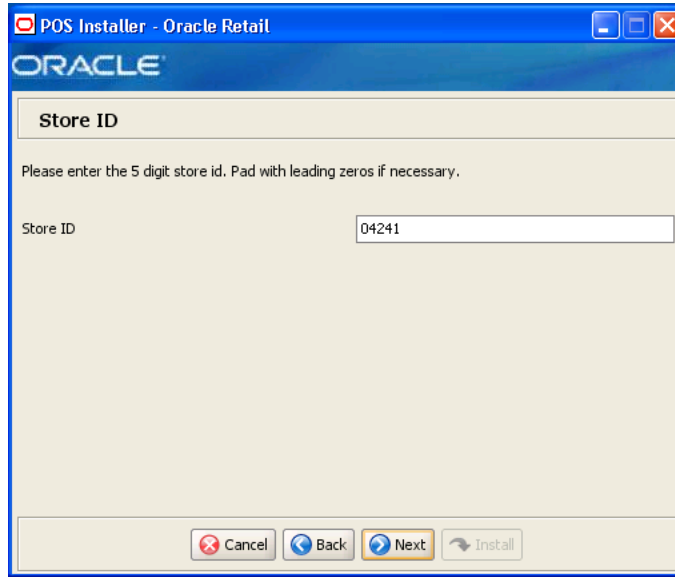 POS Installer - Oracle Retail
ORACLE
Store ID
Please enter the 5 digit store id. Pad with leading zeros if necessary.
Store ID 04241
Cancel Back Next Install